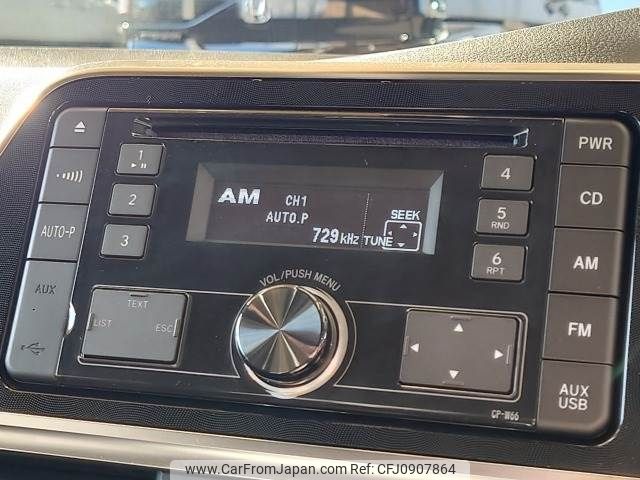 PWR
1
4
AM
CH1
CD
2
AUTO.P
SEEK
5
RND
AUTO-P
729 kHz TUNE
3
6
RPT
AM
VOL/PUSH MENU
AUX
TEXT
LIST
ESC
FM
AUX
USB
CP-W66
www.CarFromJapan.com - CFJ0907864